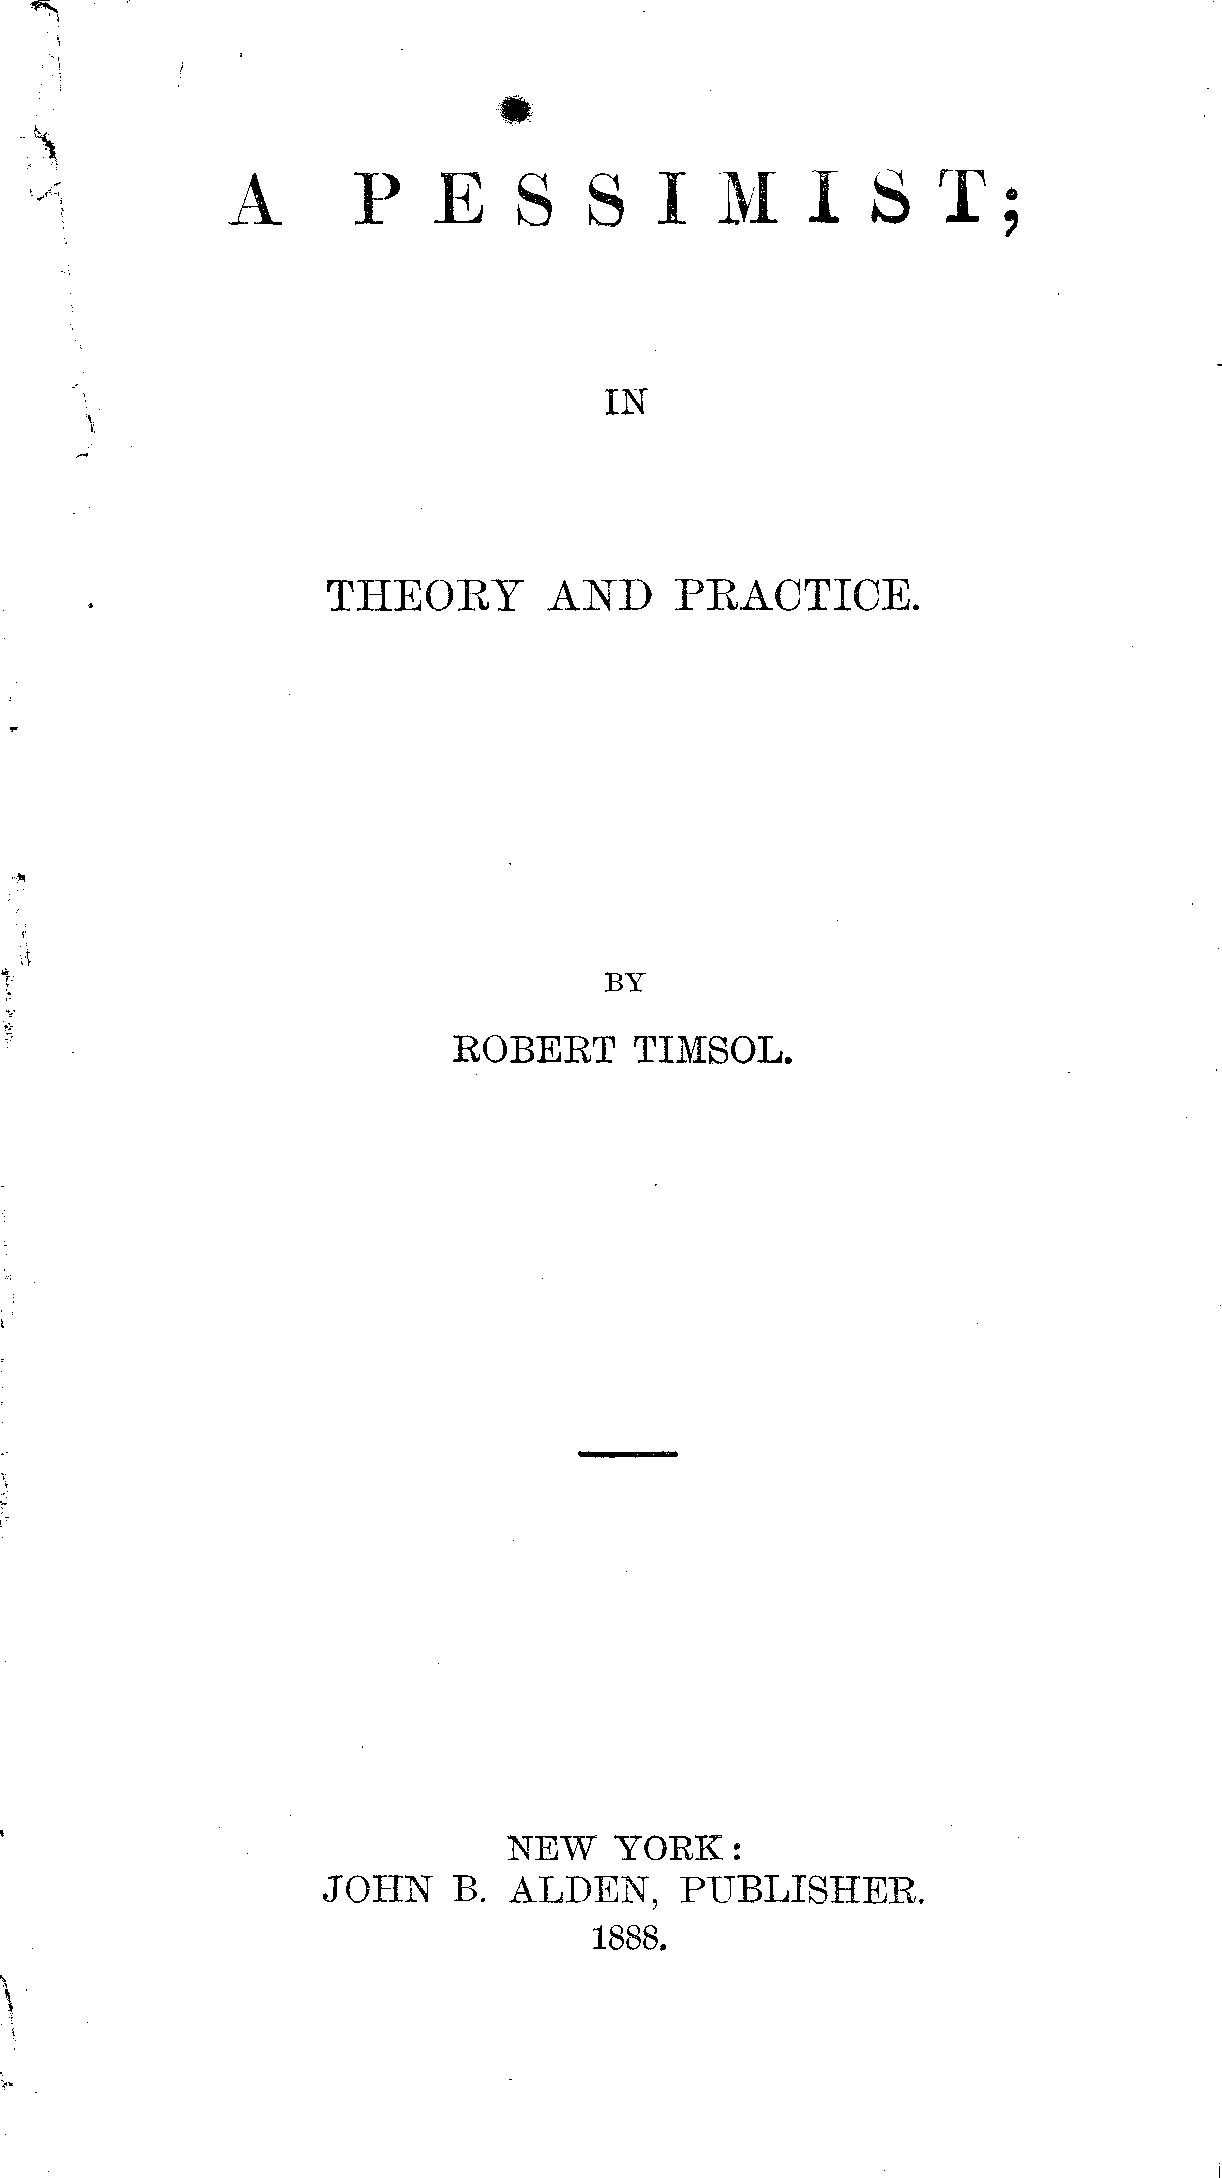 A PESSIMIST;
IN
THEORY AND PRACTICE.
BY
ROBERT TIMSOL.
NEW YORK:
JOHN B. ALDEN, PUBLISHER.
1888.